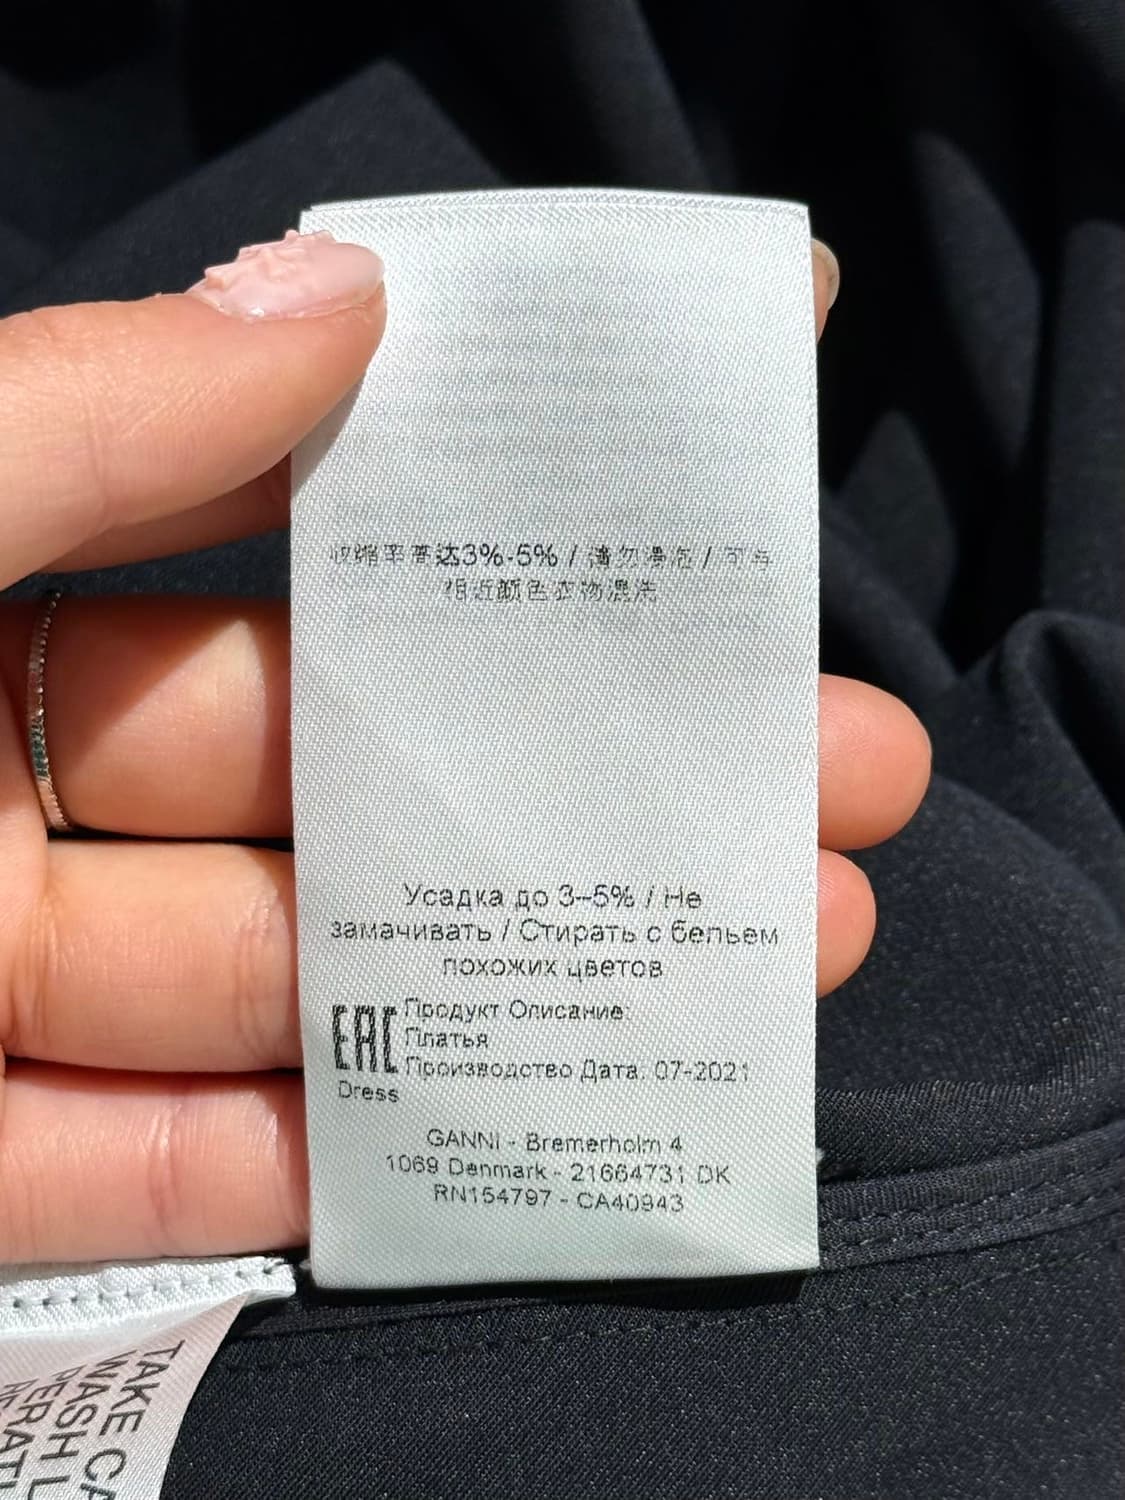 收缩率高达3%-5% / 请勿浸泡 / 可与
相近颜色衣物混洗
Усадка до 3–5% / Не
замачивать / Стирать с бельем
похожих цветов
EAC
Продукт Описание:
Платья
Производство Дата: 07-2021
Dress
GANNI - Bremerholm 4
1069 Denmark - 21664731 DK
RN154797 - CA40943
TAKE CA
WASH L